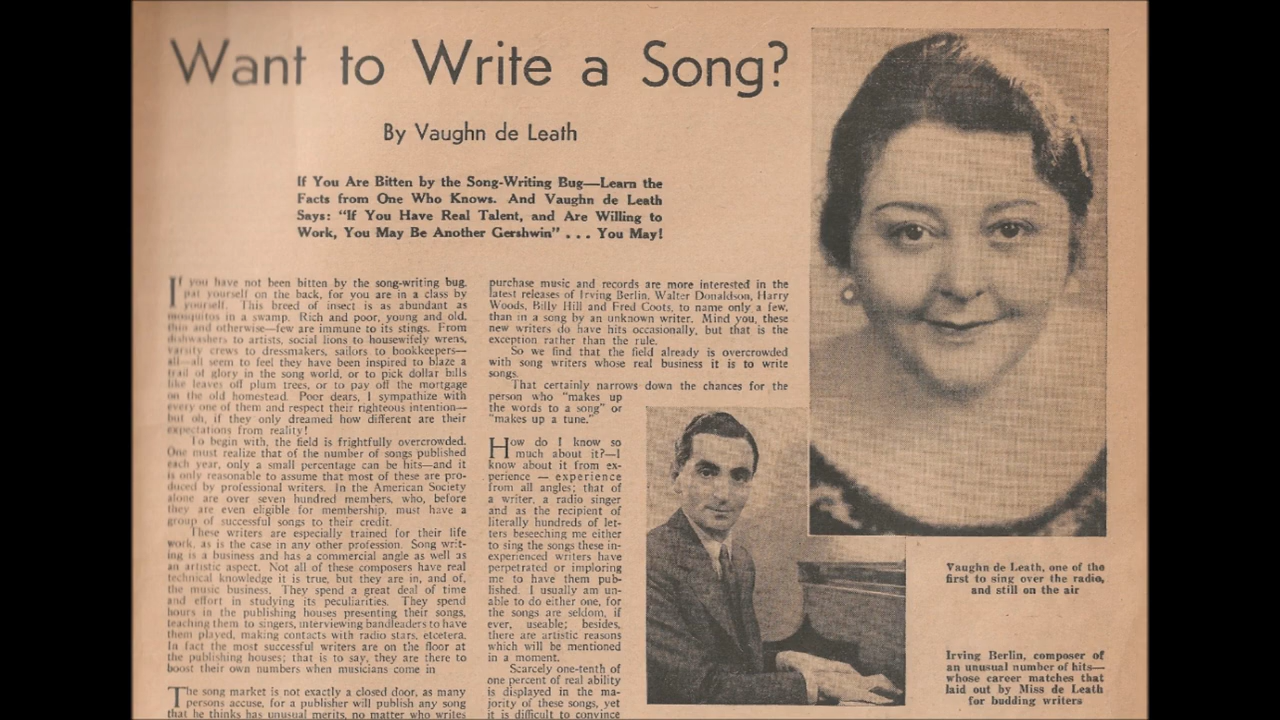 Want to Write a Song?
By Vaughn de Leath
If You Are Bitten by the Song-Writing Bug—Learn the
Facts from One Who Knows. And Vaughn de Leath
Says: "If You Have Real Talent, and Are Willing to
Work, You May Be Another Gershwin" . . . You May!
If you have not been bitten by the song-writing bug,
pat yourself on the back, for you are in a class by
yourself. This breed of insect is as abundant as
mosquitos in a swamp. Rich and poor, young and old,
thin and otherwise—few are immune to its stings. From
dishwashers to artists, social lions to housewifely wrens,
varsity crews to dressmakers, sailors to bookkeepers—
all—all seem to feel they have been inspired to blaze a
trail of glory in the song world, or to pick dollar bills
like leaves off plum trees, or to pay off the mortgage
on the old homestead. Poor dears, I sympathize with
every one of them and respect their righteous intention—
but oh, if they only dreamed how different are their
expectations from reality!
To begin with, the field is frightfully overcrowded.
One must realize that of the number of songs published
each year, only a small percentage can be hits—and it
is only reasonable to assume that most of these are pro-
duced by professional writers. In the American Society
alone are over seven hundred members, who, before
they are even eligible for membership, must have a
group of successful songs to their credit.
These writers are especially trained for their life
work, as is the case in any other profession. Song writ-
ing is a business and has a commercial angle as well as
an artistic aspect. Not all of these composers have real
technical knowledge it is true, but they are in, and of,
the music business. They spend a great deal of time
and effort in studying its peculiarities. They spend
hours in the publishing houses presenting their songs,
teaching them to singers, interviewing bandleaders to have
them played, making contacts with radio stars, etcetera.
In fact the most successful writers are on the floor at
the publishing houses; that is to say, they are there to
boost their own numbers when musicians come in
The song market is not exactly a closed door, as many
persons accuse, for a publisher will publish any song
that he thinks has unusual merits, no matter who writes
purchase music and records are more interested in the
latest releases of Irving Berlin, Walter Donaldson, Harry
Woods, Billy Hill and Fred Coots, to name only a few,
than in a song by an unknown writer. Mind you, these
new writers do have hits occasionally, but that is the
exception rather than the rule.
So we find that the field already is overcrowded
with song writers whose real business it is to write
songs.
That certainly narrows down the chances for the
person who "makes up
the words to a song" or
"makes up a tune."
How do I know so
much about it?—I
know about it from ex-
perience — experience
from all angles; that of
a writer, a radio singer
and as the recipient of
literally hundreds of let-
ters beseeching me either
to sing the songs these in-
experienced writers have
perpetrated or imploring
me to have them pub-
lished. I usually am un-
able to do either one, for
the songs are seldom, if
ever, useable; besides,
there are artistic reasons
which will be mentioned
in a moment.
Scarcely one-tenth of
one percent of real ability
is displayed in the ma-
jority of these songs, yet
it is difficult to convince
Vaughn de Leath, one of the
first to sing over the radio,
and still on the air
Irving Berlin, composer of
an unusual number of hits—
whose career matches that
laid out by Miss de Leath
for budding writers